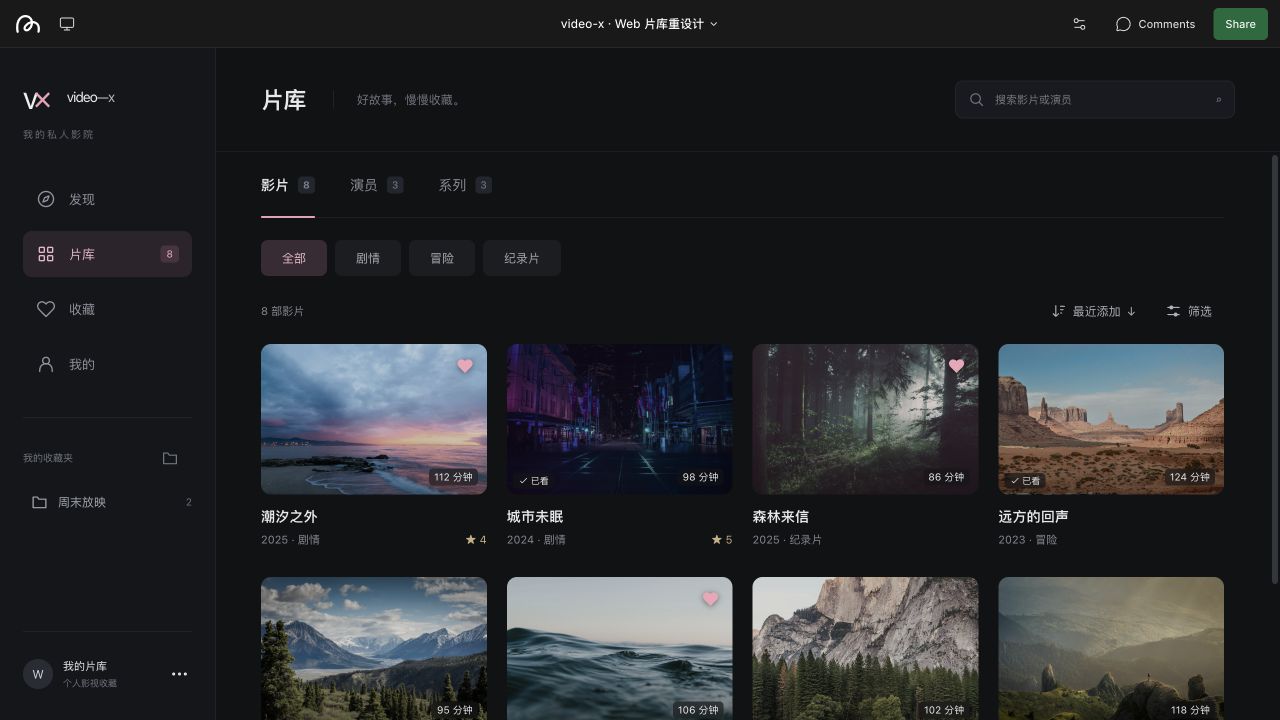 video-x · Web 片库重设计
Comments
Share
VX video—x
我的私人影院
发现
片库 8
收藏
我的
我的收藏夹
周末放映 2
W 我的片库
个人影视收藏
片库 好故事，慢慢收藏。
搜索影片或演员
影片 8 演员 3 系列 3
全部 剧情 冒险 纪录片
8 部影片 最近添加 ↓ 筛选
112 分钟
已看 98 分钟
86 分钟
已看 124 分钟
潮汐之外
2025 · 剧情 ★ 4
城市未眠
2024 · 剧情 ★ 5
森林来信
2025 · 纪录片
远方的回声
2023 · 冒险
95 分钟
106 分钟
102 分钟
118 分钟